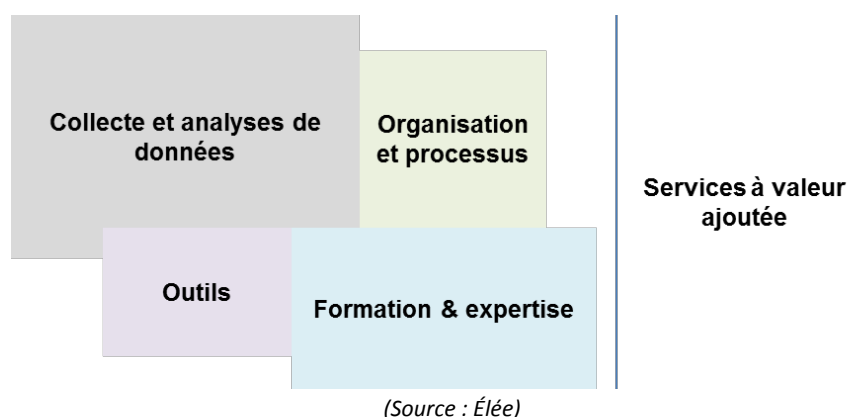 Collecte et analyses de
données
Organisation
et processus
Services à valeur
ajoutée
Outils
Formation & expertise
(Source : Élée)